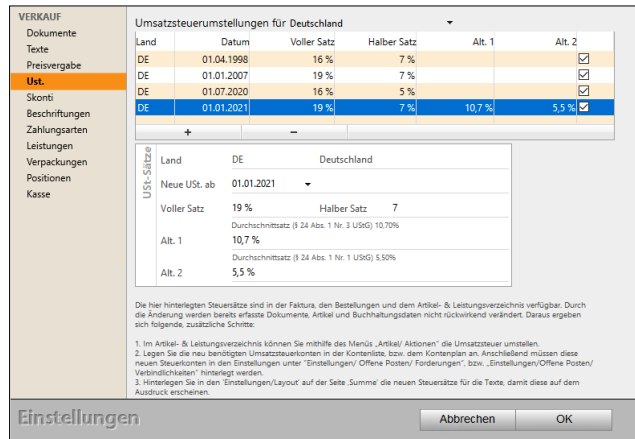 VERKAUF
Dokumente
Texte
Preisvergabe
Ust.
Skonti
Beschriftungen
Zahlungsarten
Leistungen
Verpackungen
Positionen
Kasse
Umsatzsteuerumstellungen für Deutschland
Land Datum Voller Satz Halber Satz Alt. 1 Alt. 2
DE 01.04.1998 16 % 7 %
DE 01.01.2007 19 % 7 %
DE 01.07.2020 16 % 5 %
DE 01.01.2021 19 % 7 % 10,7 % 5,5 %
+ −
USt-Sätze
Land DE Deutschland
Neue USt. ab 01.01.2021
Voller Satz 19 % Halber Satz 7
Durchschnittsatz (§ 24 Abs. 1 Nr. 3 UStG) 10,70%
Alt. 1 10,7 %
Durchschnittsatz (§ 24 Abs. 1 Nr. 1 UStG) 5,50%
Alt. 2 5,5 %
Die hier hinterlegten Steuersätze sind in der Faktura, den Bestellungen und dem Artikel- & Leistungsverzeichnis verfügbar. Durch
die Änderung werden bereits erfasste Dokumente, Artikel und Buchhaltungsdaten nicht rückwirkend verändert. Daraus ergeben
sich folgende, zusätzliche Schritte:
1. Im Artikel- & Leistungsverzeichnis können Sie mithilfe des Menüs „Artikel/ Aktionen" die Umsatzsteuer umstellen.
2. Legen Sie die neu benötigten Umsatzsteuerkonten in der Kontenliste, bzw. dem Kontenplan an. Anschließend müssen diese
neuen Steuerkonten in den Einstellungen unter "Einstellungen/ Offene Posten/ Forderungen", bzw. „Einstellungen/Offene Posten/
Verbindlichkeiten" hinterlegt werden.
3. Hinterlegen Sie in den 'Einstellungen/Layout' auf der Seite ‚Summe' die neuen Steuersätze für die Texte, damit diese auf dem
Ausdruck erscheinen.
Einstellungen
Abbrechen OK